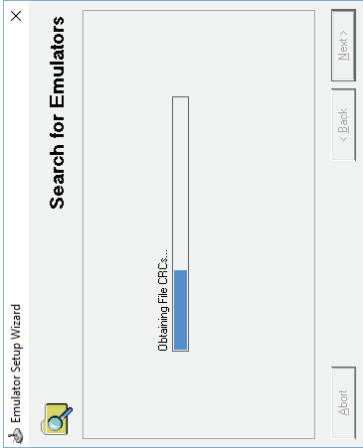 Emulator Setup Wizard
Search for Emulators
Obtaining File CRCs...
Abort
< Back
Next >